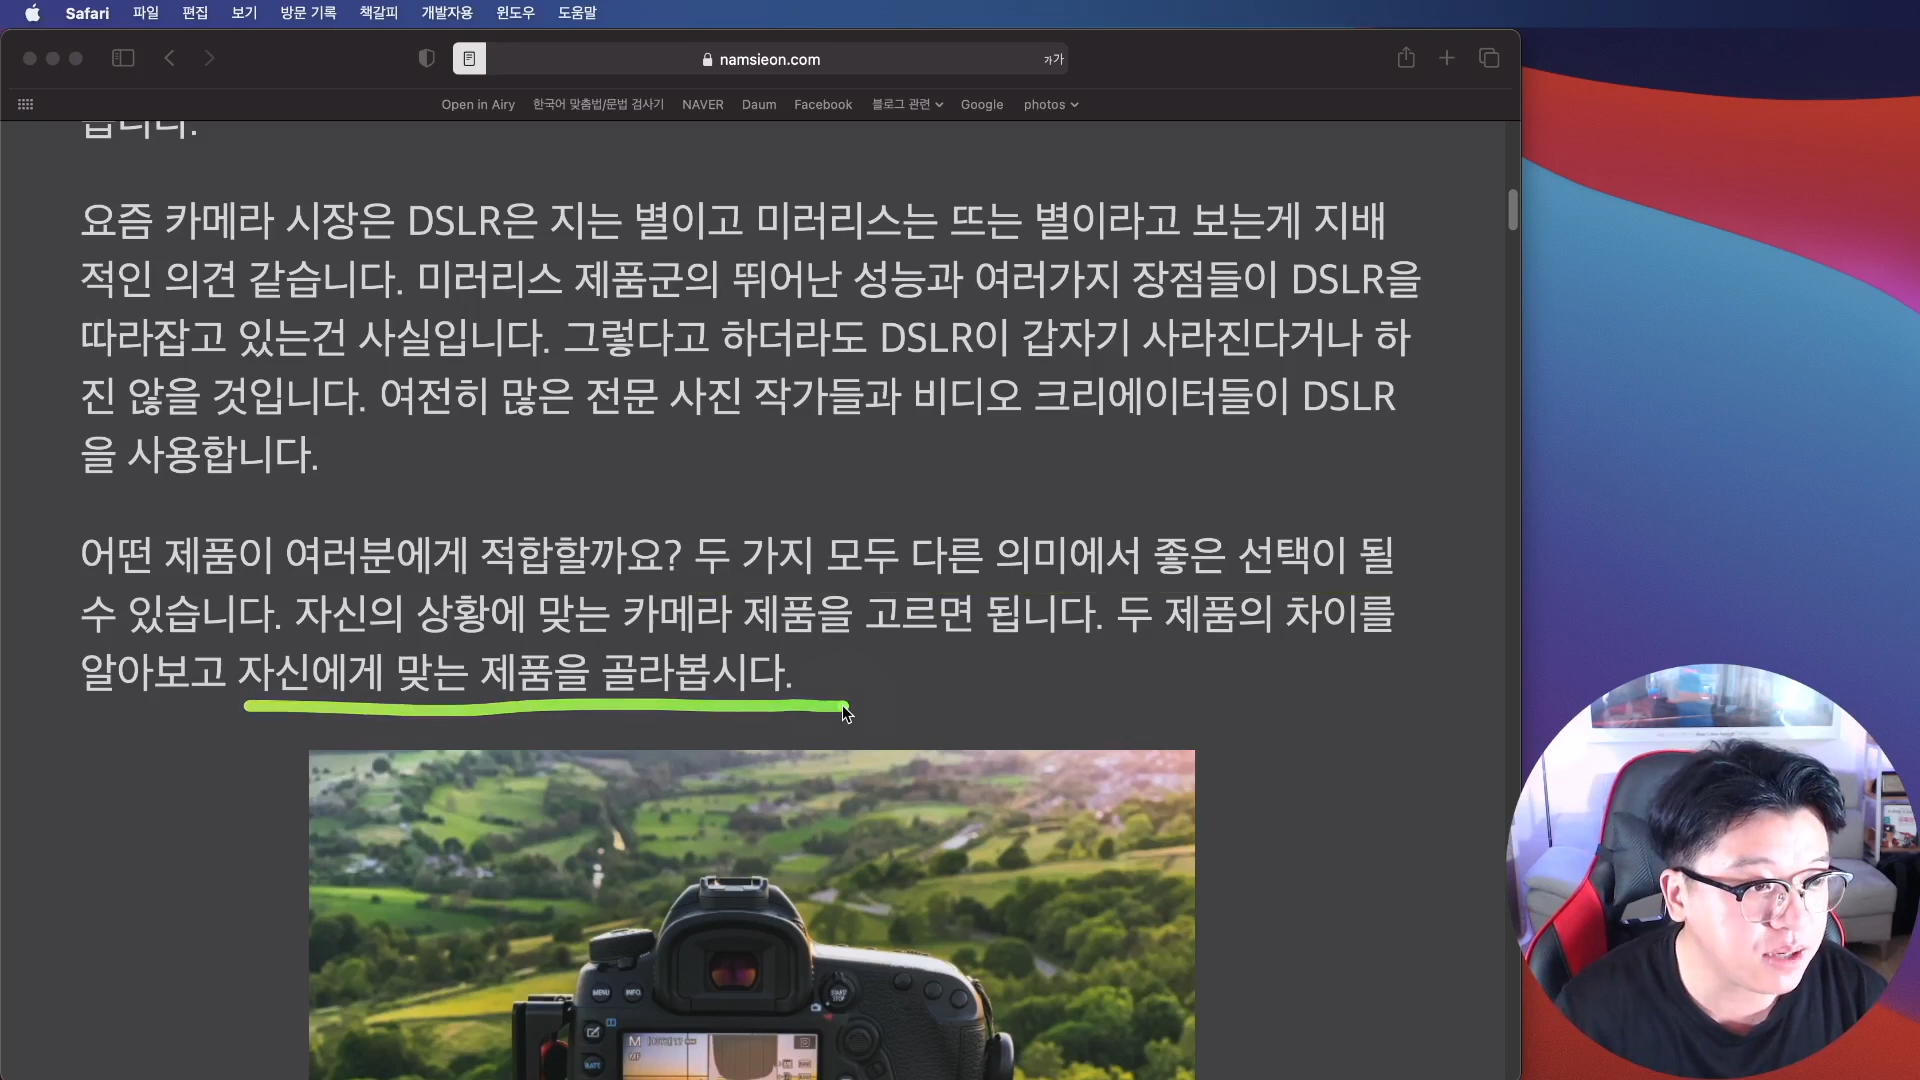 Safari 파일 편집 보기 방문 기록 책갈피 개발자용 윈도우 도움말
namsieon.com
가가
Open in Airy 한국어 맞춤법/문법 검사기 NAVER Daum Facebook 블로그 관련 Google photos
요즘 카메라 시장은 DSLR은 지는 별이고 미러리스는 뜨는 별이라고 보는게 지배
적인 의견 같습니다. 미러리스 제품군의 뛰어난 성능과 여러가지 장점들이 DSLR을
따라잡고 있는건 사실입니다. 그렇다고 하더라도 DSLR이 갑자기 사라진다거나 하
진 않을 것입니다. 여전히 많은 전문 사진 작가들과 비디오 크리에이터들이 DSLR
을 사용합니다.
어떤 제품이 여러분에게 적합할까요? 두 가지 모두 다른 의미에서 좋은 선택이 될
수 있습니다. 자신의 상황에 맞는 카메라 제품을 고르면 됩니다. 두 제품의 차이를
알아보고 자신에게 맞는 제품을 골라봅시다.
MENU INFO
START
STOP
M
MF
RATE